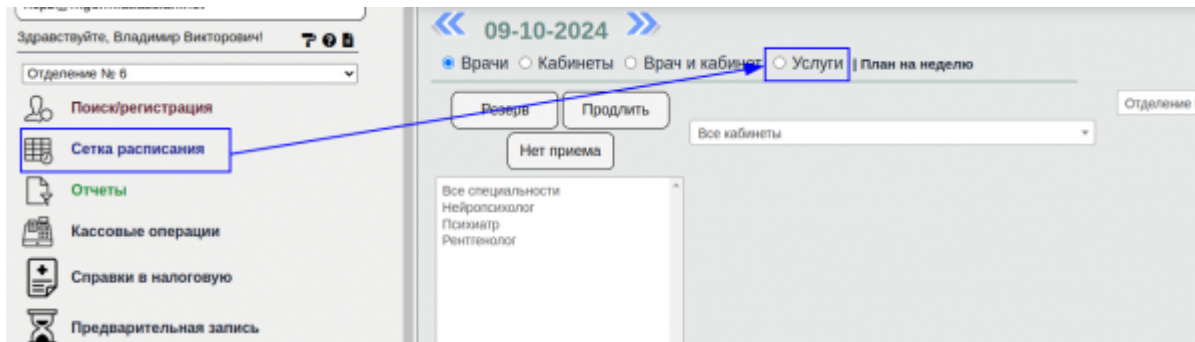 Здравствуйте, Владимир Викторович!
Отделение № 6
Поиск/регистрация
Сетка расписания
Отчеты
Кассовые операции
Справки в налоговую
Предварительная запись
09-10-2024
Врачи Кабинеты Врач и кабинет Услуги | План на неделю
Резерв Продлить
Нет приема
Все кабинеты
Отделение
Все специальности
Нейропсихолог
Психиатр
Рентгенолог